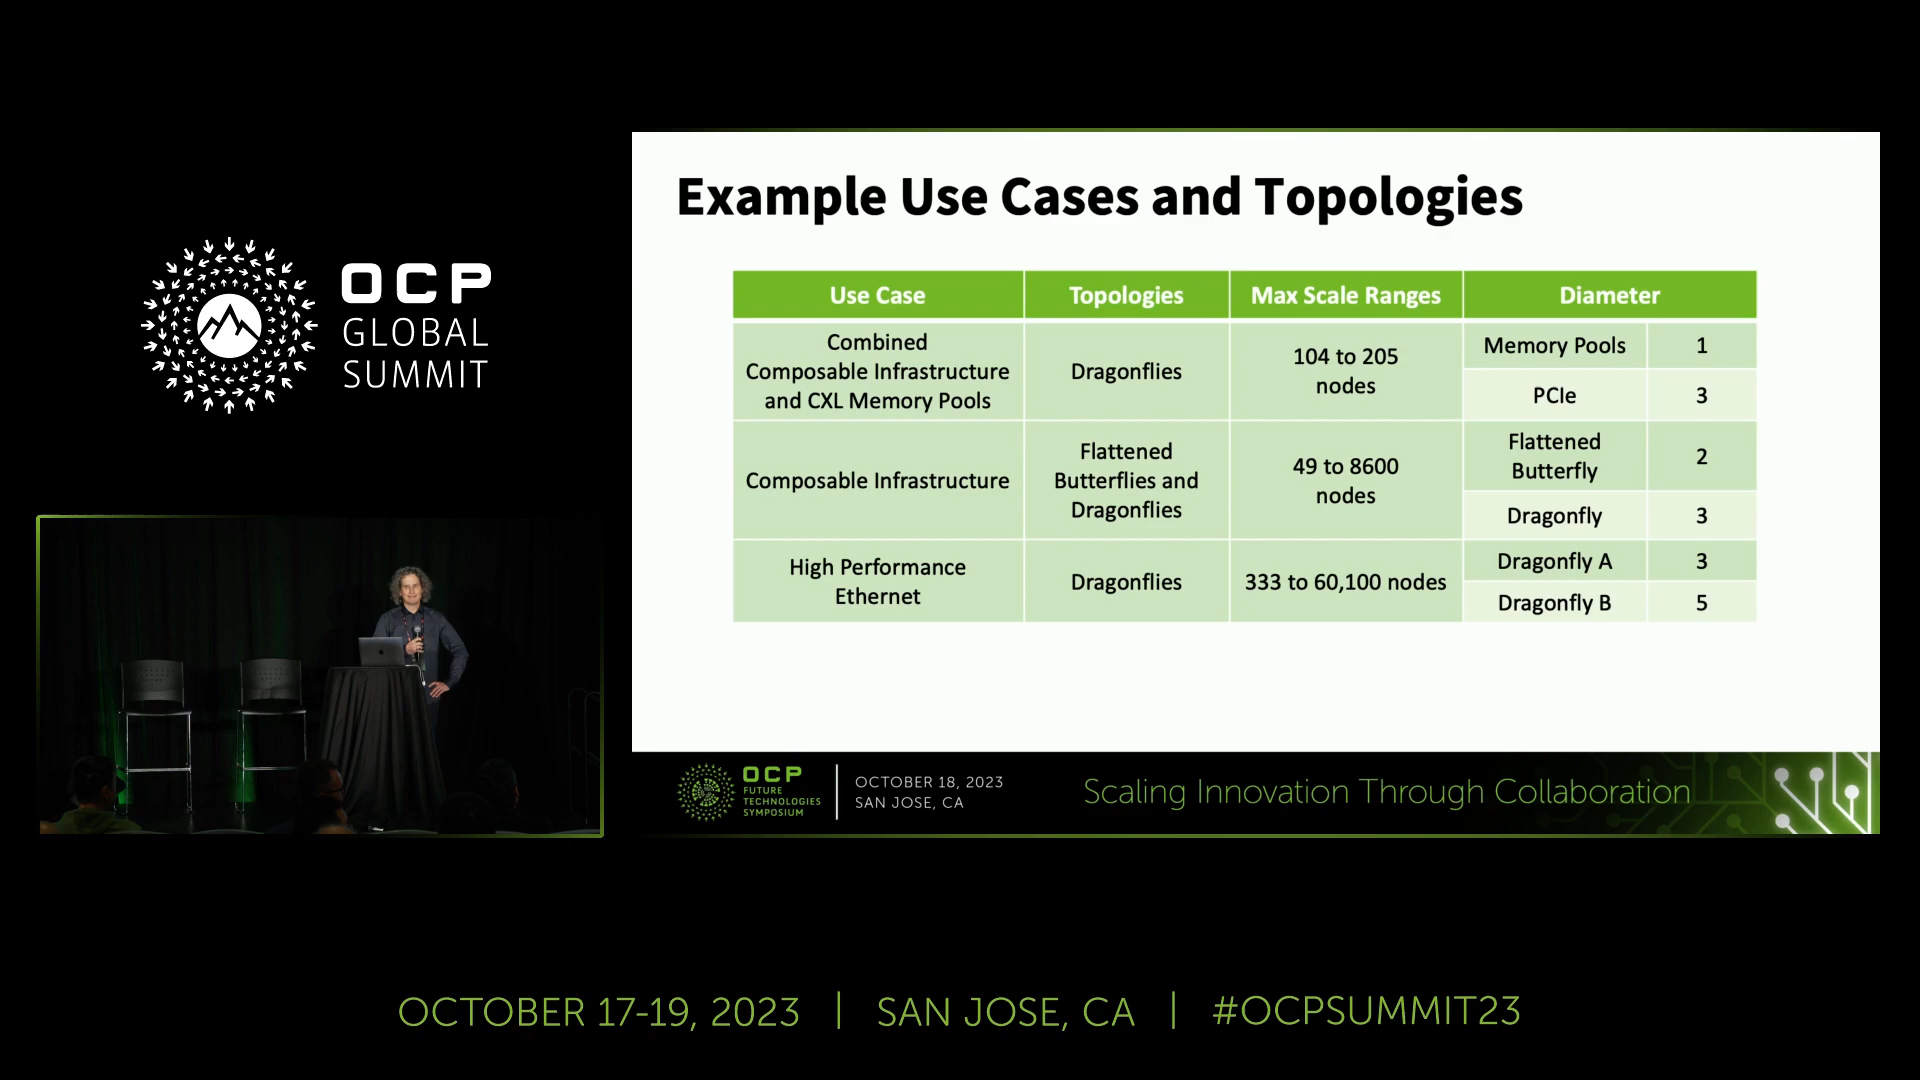 OCP
GLOBAL
SUMMIT
Example Use Cases and Topologies
Use Case
Topologies
Max Scale Ranges
Diameter
Combined
Composable Infrastructure
and CXL Memory Pools
Dragonflies
104 to 205
nodes
Memory Pools
1
PCIe
3
Composable Infrastructure
Flattened
Butterflies and
Dragonflies
49 to 8600
nodes
Flattened
Butterfly
2
Dragonfly
3
High Performance
Ethernet
Dragonflies
333 to 60,100 nodes
Dragonfly A
3
Dragonfly B
5
OCP
FUTURE
TECHNOLOGIES
SYMPOSIUM
OCTOBER 18, 2023
SAN JOSE, CA
Scaling Innovation Through Collaboration
OCTOBER 17-19, 2023 | SAN JOSE, CA | #OCPSUMMIT23